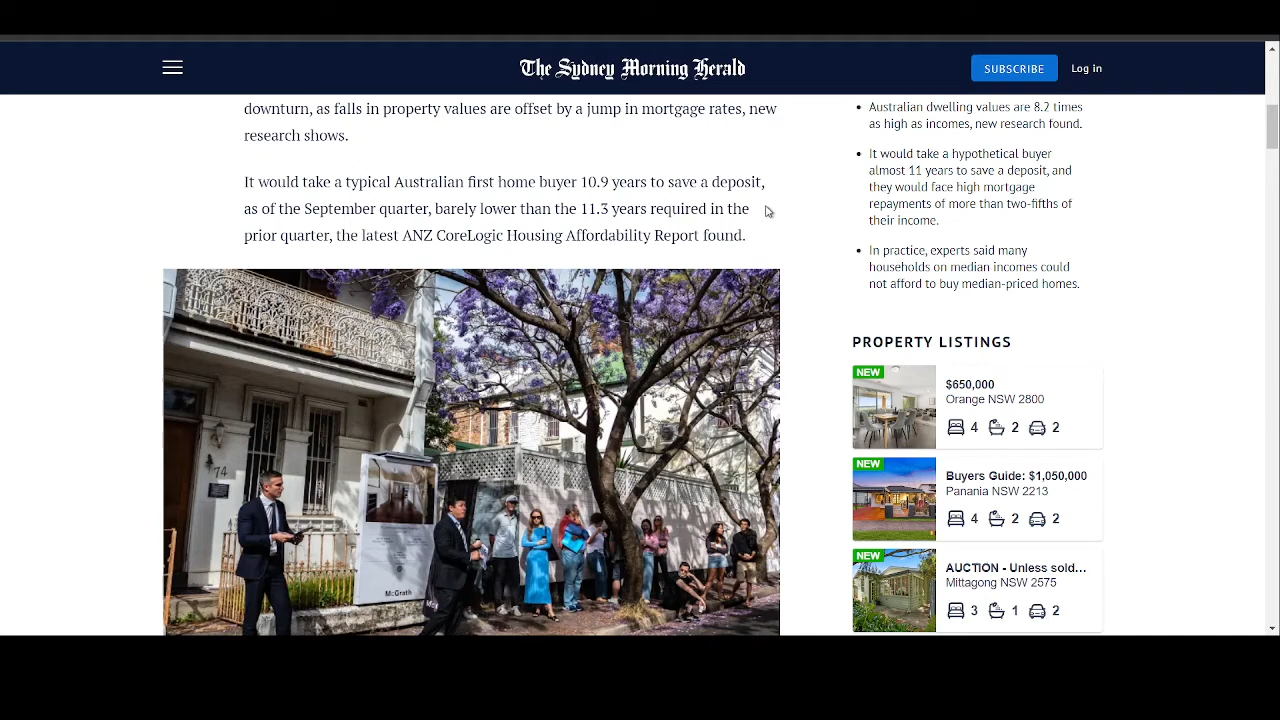 The Sydney Morning Herald
SUBSCRIBE
Log in
downturn, as falls in property values are offset by a jump in mortgage rates, new
research shows.
It would take a typical Australian first home buyer 10.9 years to save a deposit,
as of the September quarter, barely lower than the 11.3 years required in the
prior quarter, the latest ANZ CoreLogic Housing Affordability Report found.
74
McGrath
Australian dwelling values are 8.2 times
as high as incomes, new research found.
It would take a hypothetical buyer
almost 11 years to save a deposit, and
they would face high mortgage
repayments of more than two-fifths of
their income.
In practice, experts said many
households on median incomes could
not afford to buy median-priced homes.
PROPERTY LISTINGS
NEW
$650,000
Orange NSW 2800
4 2 2
NEW
Buyers Guide: $1,050,000
Panania NSW 2213
4 2 2
NEW
AUCTION - Unless sold...
Mittagong NSW 2575
3 1 2